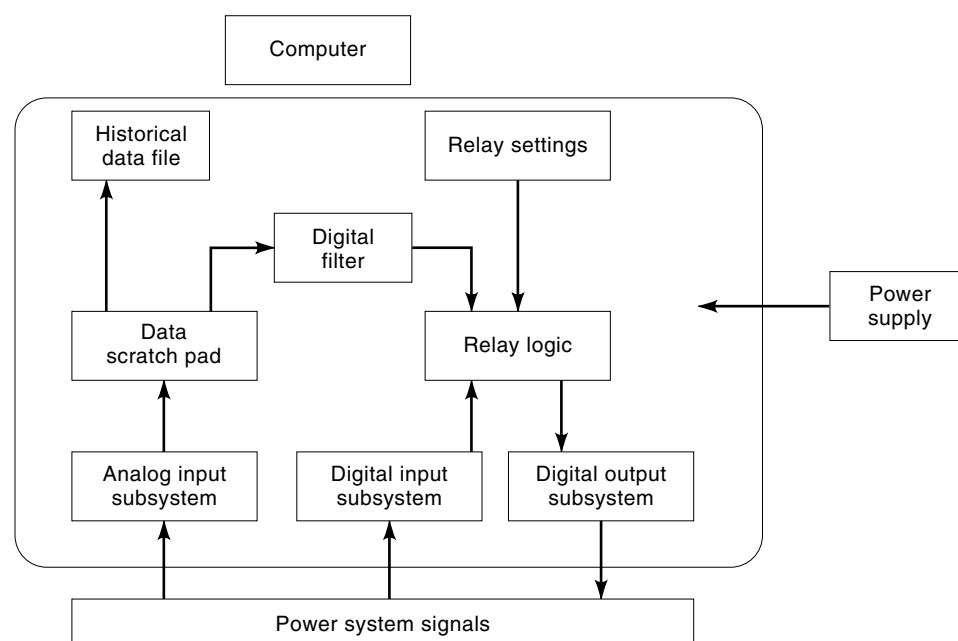 Computer
Historical
data file
Relay settings
Digital
filter
Power
supply
Data
scratch pad
Relay logic
Analog input
subsystem
Digital input
subsystem
Digital output
subsystem
Power system signals